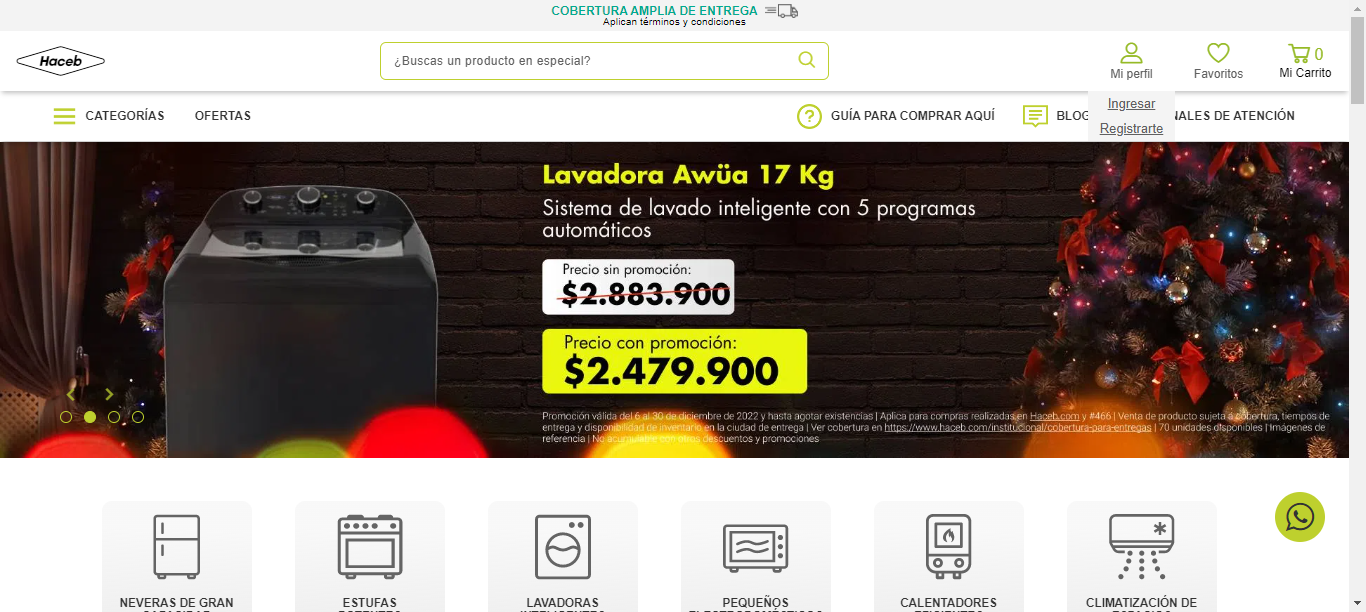 COBERTURA AMPLIA DE ENTREGA
Aplican términos y condiciones
Haceb
¿Buscas un producto en especial?
Mi perfil
Favoritos
0
Mi Carrito
Ingresar
Registrarte
CATEGORÍAS
OFERTAS
? GUÍA PARA COMPRAR AQUÍ
BLOG
NALES DE ATENCIÓN
Lavadora Awüa 17 Kg
Sistema de lavado inteligente con 5 programas
automáticos
Precio sin promoción:
$2.883.900
Precio con promoción:
$2.479.900
Promoción válida del 6 al 30 de diciembre de 2022 y hasta agotar existencias | Aplica para compras realizadas en Haceb.com y #466 | Venta de producto sujeta a cobertura, tiempos de
entrega y disponibilidad de inventario en la ciudad de entrega | Ver cobertura en https://www.haceb.com/institucional/cobertura-para-entregas | 70 unidades disponibles | Imágenes de
referencia | No acumulable con otros descuentos y promociones
NEVERAS DE GRAN
ESTUFAS
LAVADORAS
PEQUEÑOS
CALENTADORES
CLIMATIZACIÓN DE